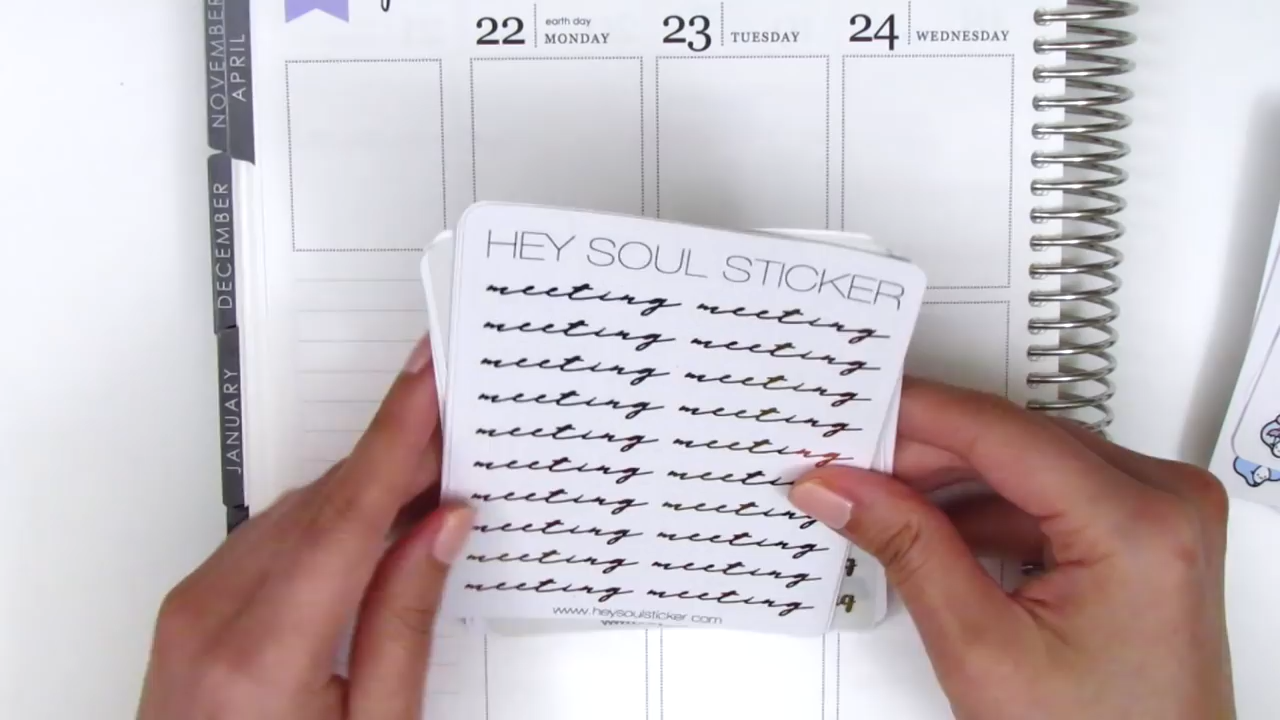 NOVEMBER
APRIL
DECEMBER
JANUARY
22 earth day MONDAY
23 TUESDAY
24 WEDNESDAY
HEY SOUL STICKER
meeting meeting
meeting meeting
meeting meeting
meeting meeting
meeting meeting
meeting meeting
meeting meeting
meeting meeting
meeting meeting
meeting meeting
www.heysoulsticker.com